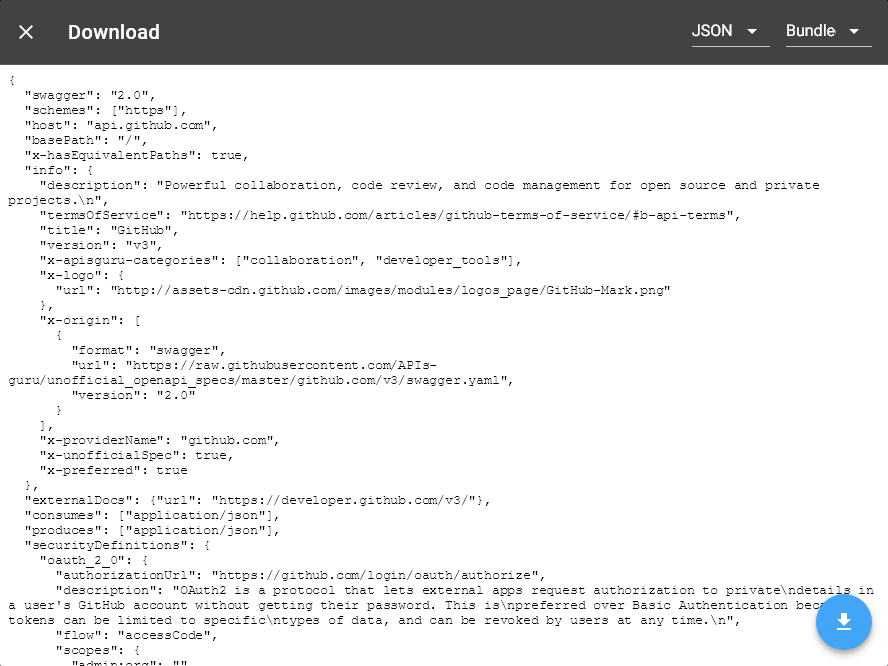 Download
JSON
Bundle
{
"swagger": "2.0",
"schemes": ["https"],
"host": "api.github.com",
"basePath": "/",
"x-hasEquivalentPaths": true,
"info": {
"description": "Powerful collaboration, code review, and code management for open source and private
projects.\n",
"termsOfService": "https://help.github.com/articles/github-terms-of-service/#b-api-terms",
"title": "GitHub",
"version": "v3",
"x-apisguru-categories": ["collaboration", "developer_tools"],
"x-logo": {
"url": "http://assets-cdn.github.com/images/modules/logos_page/GitHub-Mark.png"
},
"x-origin": [
{
"format": "swagger",
"url": "https://raw.githubusercontent.com/APIs-
guru/unofficial_openapi_specs/master/github.com/v3/swagger.yaml",
"version": "2.0"
}
],
"x-providerName": "github.com",
"x-unofficialSpec": true,
"x-preferred": true
},
"externalDocs": {"url": "https://developer.github.com/v3/"},
"consumes": ["application/json"],
"produces": ["application/json"],
"securityDefinitions": {
"oauth_2_0": {
"authorizationUrl": "https://github.com/login/oauth/authorize",
"description": "OAuth2 is a protocol that lets external apps request authorization to private\ndetails in
a user's GitHub account without getting their password. This is\npreferred over Basic Authentication
tokens can be limited to specific\ntypes of data, and can be revoked by users at any time.\n",
"flow": "accessCode",
"scopes": {
"admin:org": ""